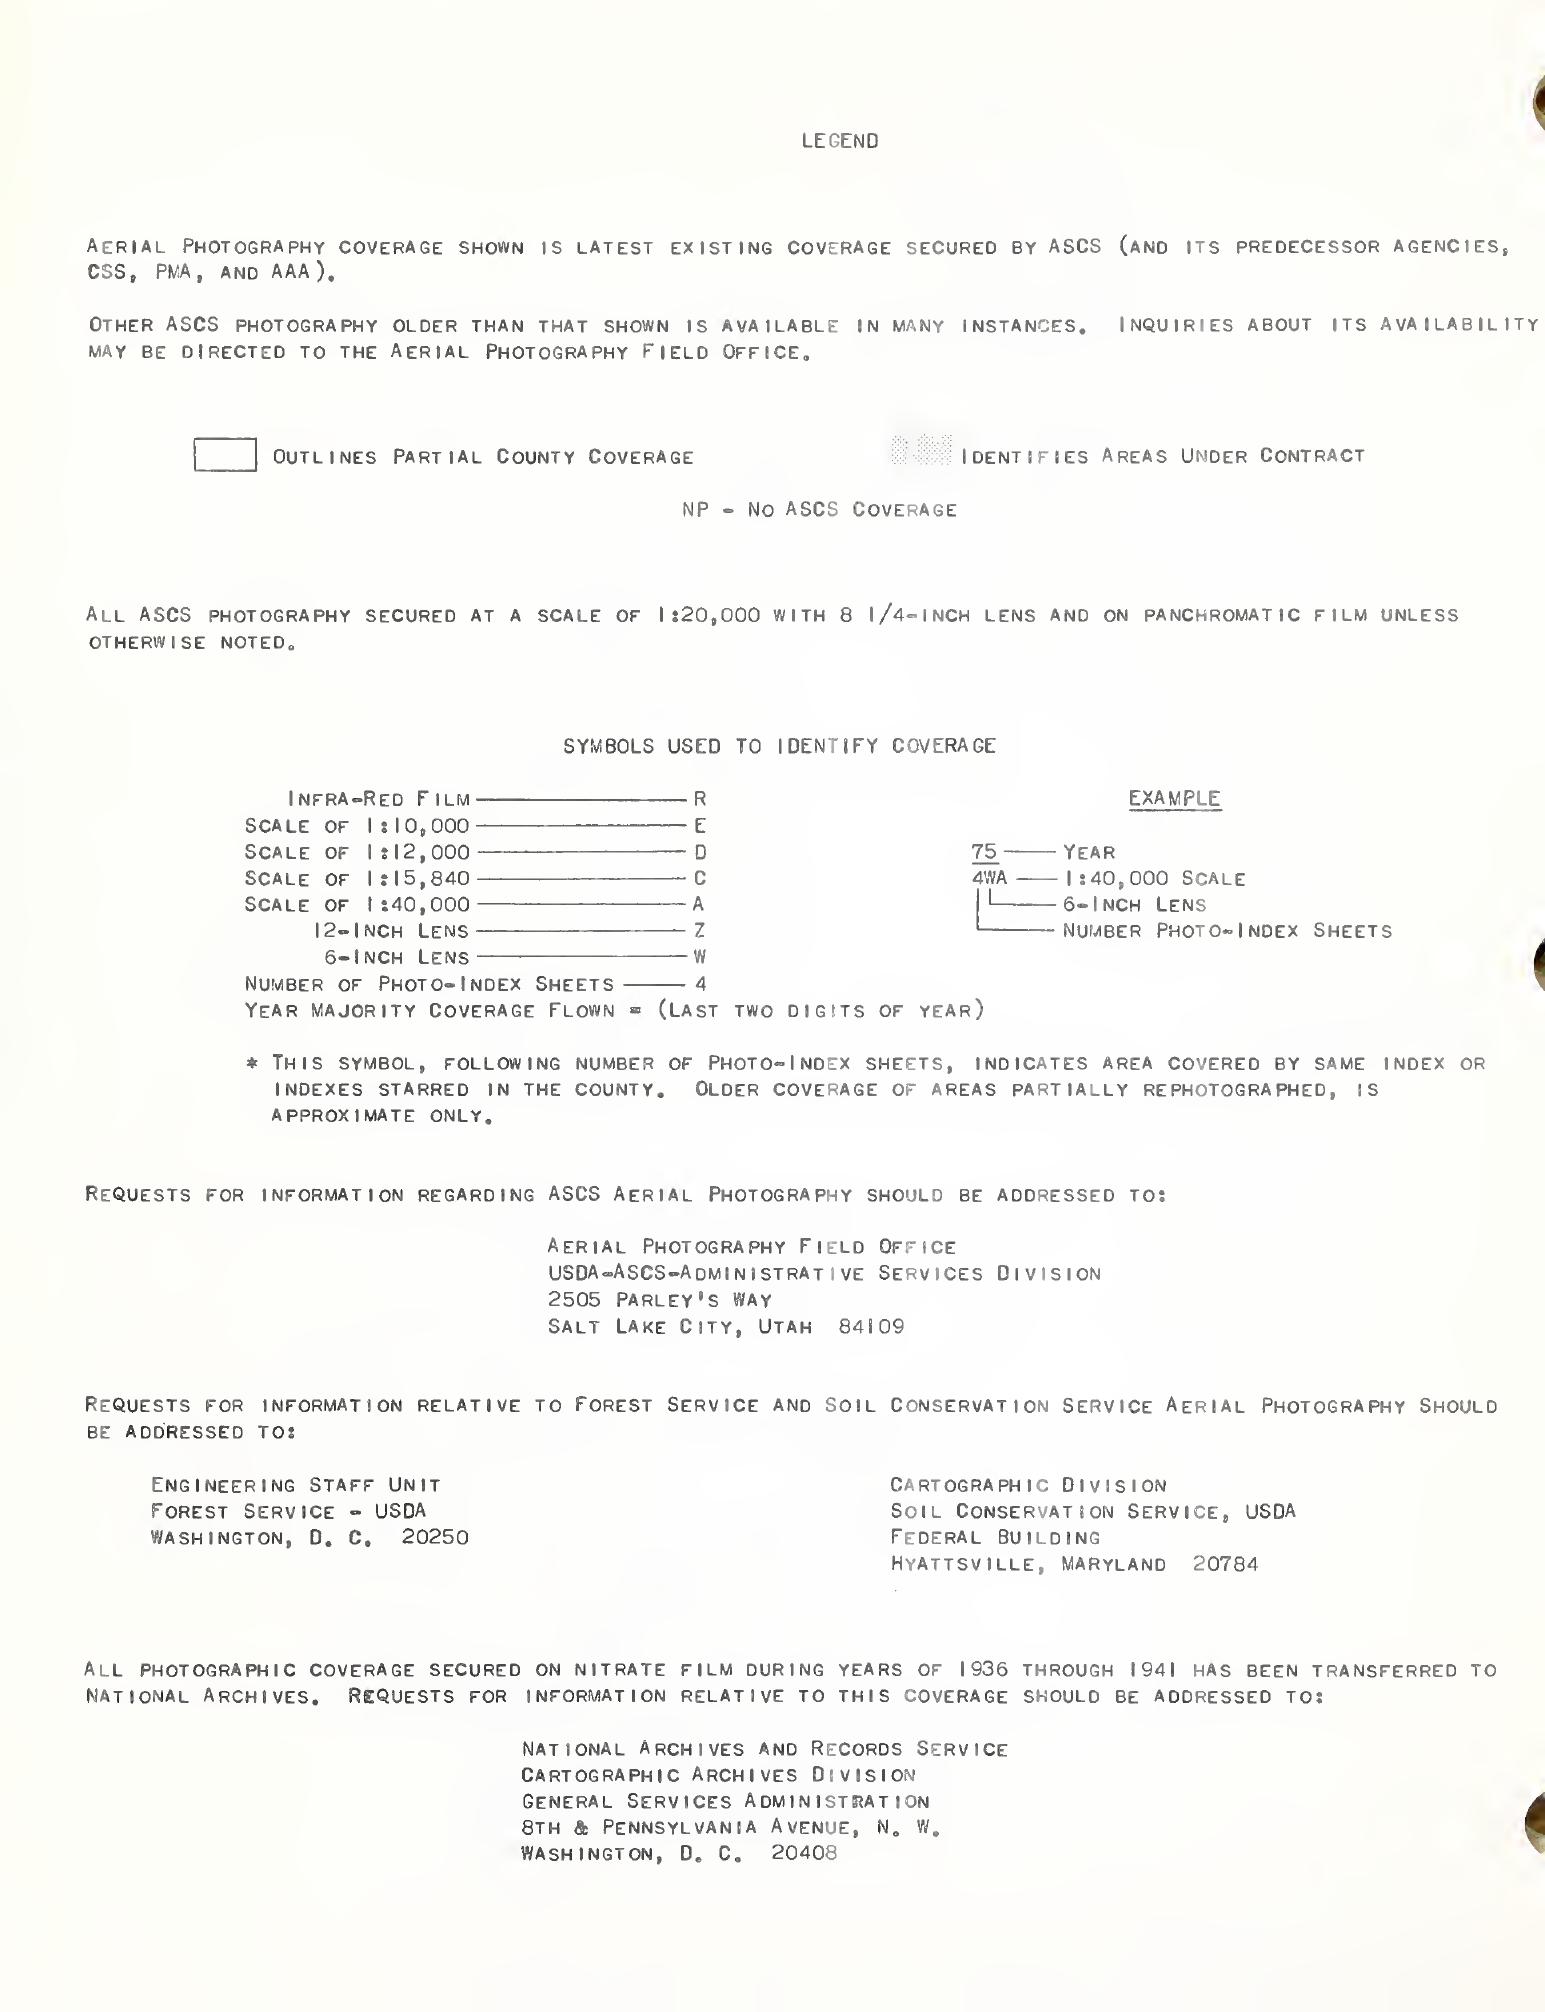 LEGEND
AERIAL PHOTOGRAPHY COVERAGE SHOWN IS LATEST EXISTING COVERAGE SECURED BY ASCS (AND ITS PREDECESSOR AGENCIES,
CSS, PMA, AND AAA).
OTHER ASCS PHOTOGRAPHY OLDER THAN THAT SHOWN IS AVAILABLE IN MANY INSTANCES. INQUIRIES ABOUT ITS AVAILABILITY
MAY BE DIRECTED TO THE AERIAL PHOTOGRAPHY FIELD OFFICE.
OUTLINES PARTIAL COUNTY COVERAGE
IDENTIFIES AREAS UNDER CONTRACT
NP - NO ASCS COVERAGE
ALL ASCS PHOTOGRAPHY SECURED AT A SCALE OF 1:20,000 WITH 8 1/4-INCH LENS AND ON PANCHROMATIC FILM UNLESS
OTHERWISE NOTED.
SYMBOLS USED TO IDENTIFY COVERAGE
INFRA-RED FILM R
SCALE OF 1:10,000 E
SCALE OF 1:12,000 D
SCALE OF 1:15,840 C
SCALE OF 1:40,000 A
12-INCH LENS Z
6-INCH LENS W
NUMBER OF PHOTO-INDEX SHEETS 4
YEAR MAJORITY COVERAGE FLOWN = (LAST TWO DIGITS OF YEAR)
EXAMPLE
75 YEAR
4WA 1:40,000 SCALE
6-INCH LENS
NUMBER PHOTO-INDEX SHEETS
* THIS SYMBOL, FOLLOWING NUMBER OF PHOTO-INDEX SHEETS, INDICATES AREA COVERED BY SAME INDEX OR
INDEXES STARRED IN THE COUNTY. OLDER COVERAGE OF AREAS PARTIALLY REPHOTOGRAPHED, IS
APPROXIMATE ONLY.
REQUESTS FOR INFORMATION REGARDING ASCS AERIAL PHOTOGRAPHY SHOULD BE ADDRESSED TO:
AERIAL PHOTOGRAPHY FIELD OFFICE
USDA-ASCS-ADMINISTRATIVE SERVICES DIVISION
2505 PARLEY'S WAY
SALT LAKE CITY, UTAH 84109
REQUESTS FOR INFORMATION RELATIVE TO FOREST SERVICE AND SOIL CONSERVATION SERVICE AERIAL PHOTOGRAPHY SHOULD
BE ADDRESSED TO:
ENGINEERING STAFF UNIT
FOREST SERVICE - USDA
WASHINGTON, D. C. 20250
CARTOGRAPHIC DIVISION
SOIL CONSERVATION SERVICE, USDA
FEDERAL BUILDING
HYATTSVILLE, MARYLAND 20784
ALL PHOTOGRAPHIC COVERAGE SECURED ON NITRATE FILM DURING YEARS OF 1936 THROUGH 1941 HAS BEEN TRANSFERRED TO
NATIONAL ARCHIVES. REQUESTS FOR INFORMATION RELATIVE TO THIS COVERAGE SHOULD BE ADDRESSED TO:
NATIONAL ARCHIVES AND RECORDS SERVICE
CARTOGRAPHIC ARCHIVES DIVISION
GENERAL SERVICES ADMINISTRATION
8TH & PENNSYLVANIA AVENUE, N. W.
WASHINGTON, D. C. 20408